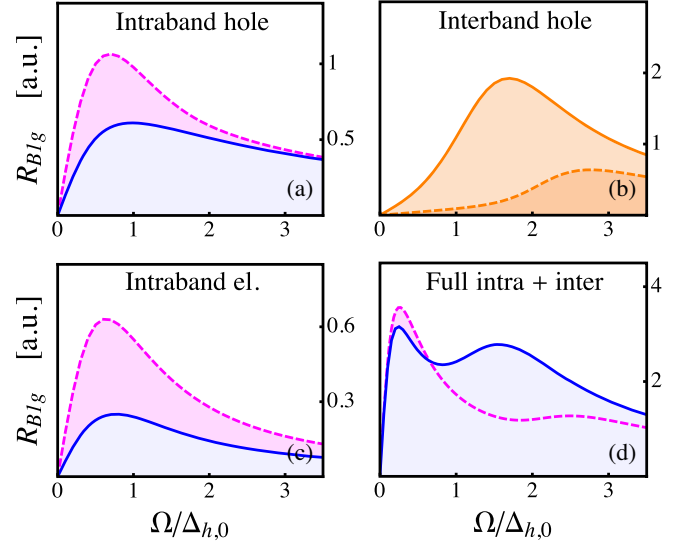 Intraband hole
R_{B1g} [a.u.]
1
0.5
(a)
0 1 2 3
Interband hole
2
1
(b)
0 1 2 3
Intraband el.
R_{B1g} [a.u.]
0.6
0.3
(c)
0 1 2 3
Ω/Δ_{h,0}
Full intra + inter
4
2
(d)
0 1 2 3
Ω/Δ_{h,0}